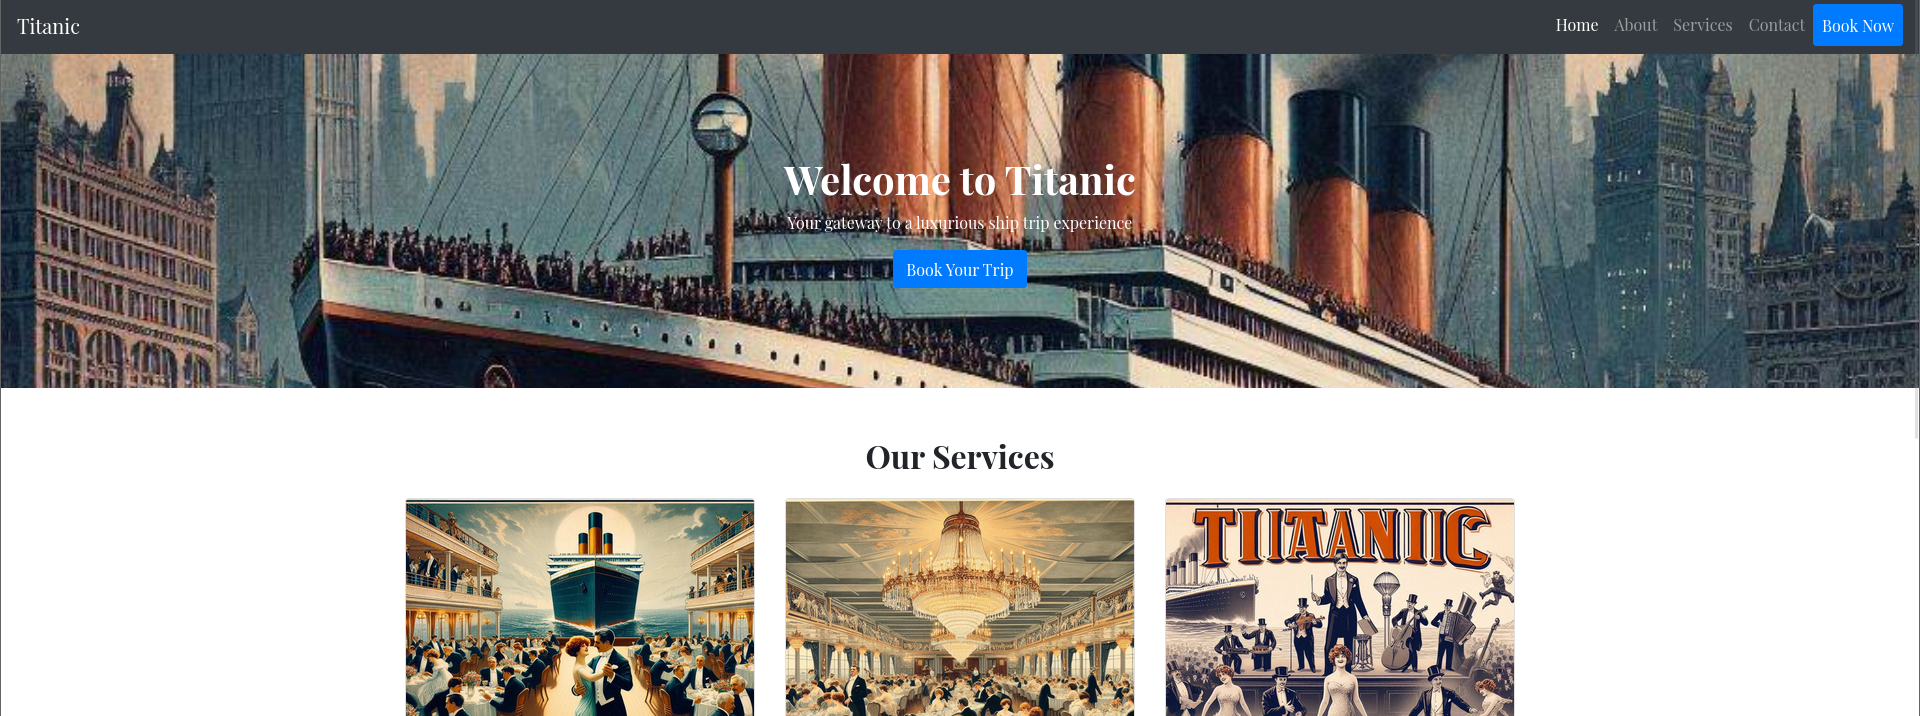 Titanic
Home About Services Contact Book Now
Welcome to Titanic
Your gateway to a luxurious ship trip experience
Book Your Trip
Our Services
TIIAANIIC